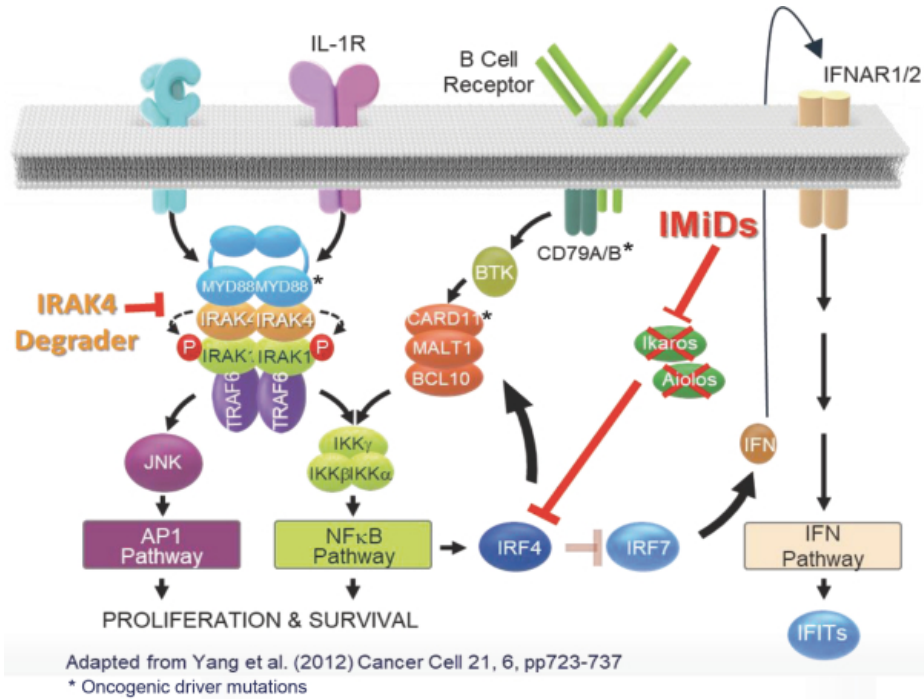 IL-1R
B Cell
Receptor
IFNAR1/2
IMiDs
CD79A/B*
BTK
MYD88 MYD88 *
IRAK4
Degrader
IRAK4 IRAK4
CARD11*
P
IRAK1 IRAK1
P
MALT1
BCL10
Ikaros
Aiolos
TRAF6
TRAF6
JNK
IKKγ
IKKβ IKKα
IFN
AP1
Pathway
NFκB
Pathway
IRF4
IRF7
IFN
Pathway
PROLIFERATION & SURVIVAL
IFITs
Adapted from Yang et al. (2012) Cancer Cell 21, 6, pp723-737
* Oncogenic driver mutations